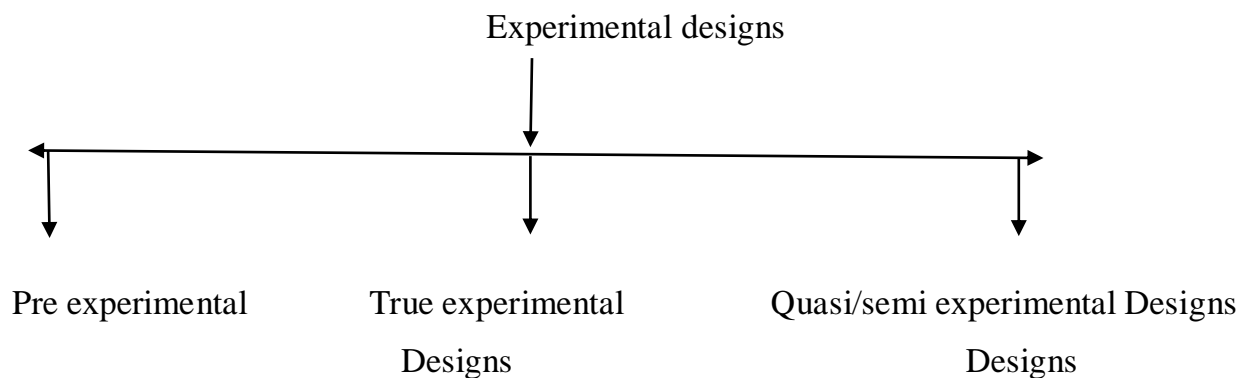 Experimental designs
Pre experimental True experimental Quasi/semi experimental Designs
Designs Designs